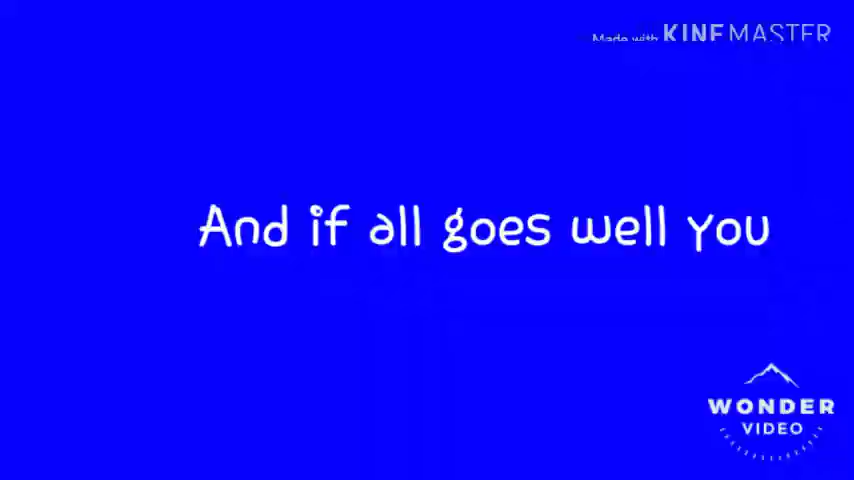 Made with KINEMASTER
And if all goes well you
WONDER
VIDEO